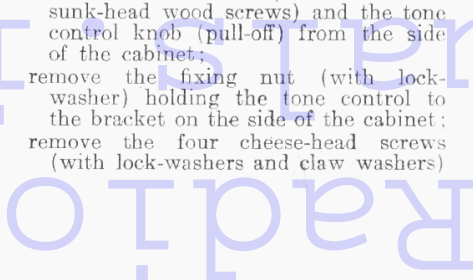 sunk-head wood screws) and the tone
control knob (pull-off) from the side
of the cabinet;
remove the fixing nut (with lock-
washer) holding the tone control to
the bracket on the side of the cabinet;
remove the four cheese-head screws
(with lock-washers and claw washers)
Radio